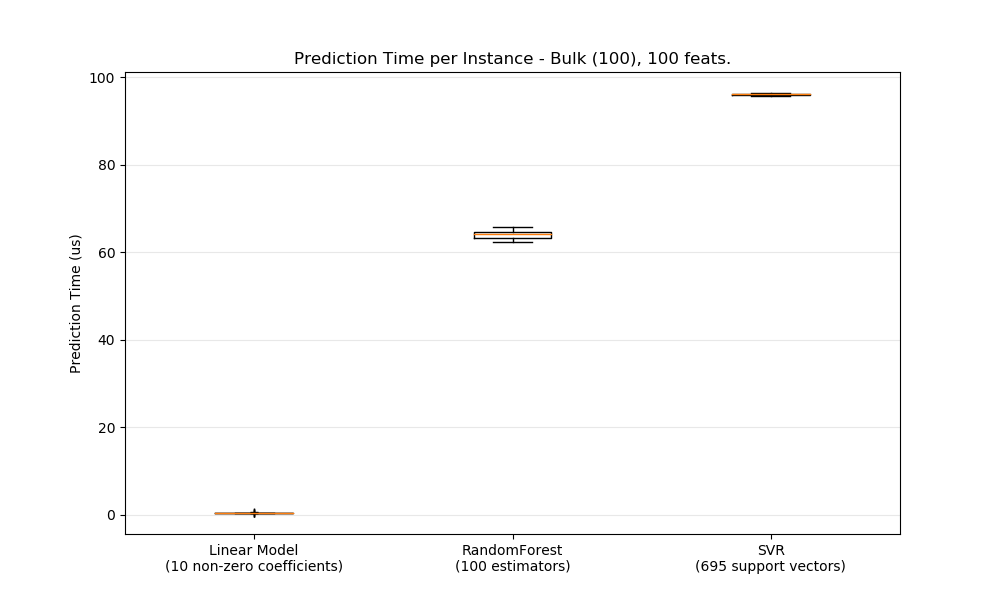 Prediction Time per Instance - Bulk (100), 100 feats.
100
80
60
40
20
0
Prediction Time (us)
Linear Model
(10 non-zero coefficients)
RandomForest
(100 estimators)
SVR
(695 support vectors)